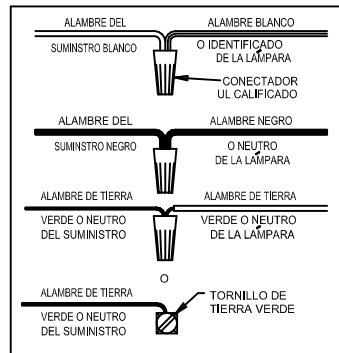 ALAMBRE DEL ALAMBRE BLANCO
SUMINSTRO BLANCO O IDENTIFICADO
DE LA LÁMPARA
CONECTADOR
UL CALIFICADO
ALAMBRE DEL ALAMBRE NEGRO
SUMINSTRO NEGRO O NEUTRO
DE LA LÁMPARA
ALAMBRE DE TIERRA ALAMBRE DE TIERRA
VERDE O NEUTRO VERDE O NEUTRO
DEL SUMINISTRO DE LA LÁMPARA
O
ALAMBRE DE TIERRA TORNILLO DE
TIERRA VERDE
VERDE O NEUTRO
DEL SUMINISTRO